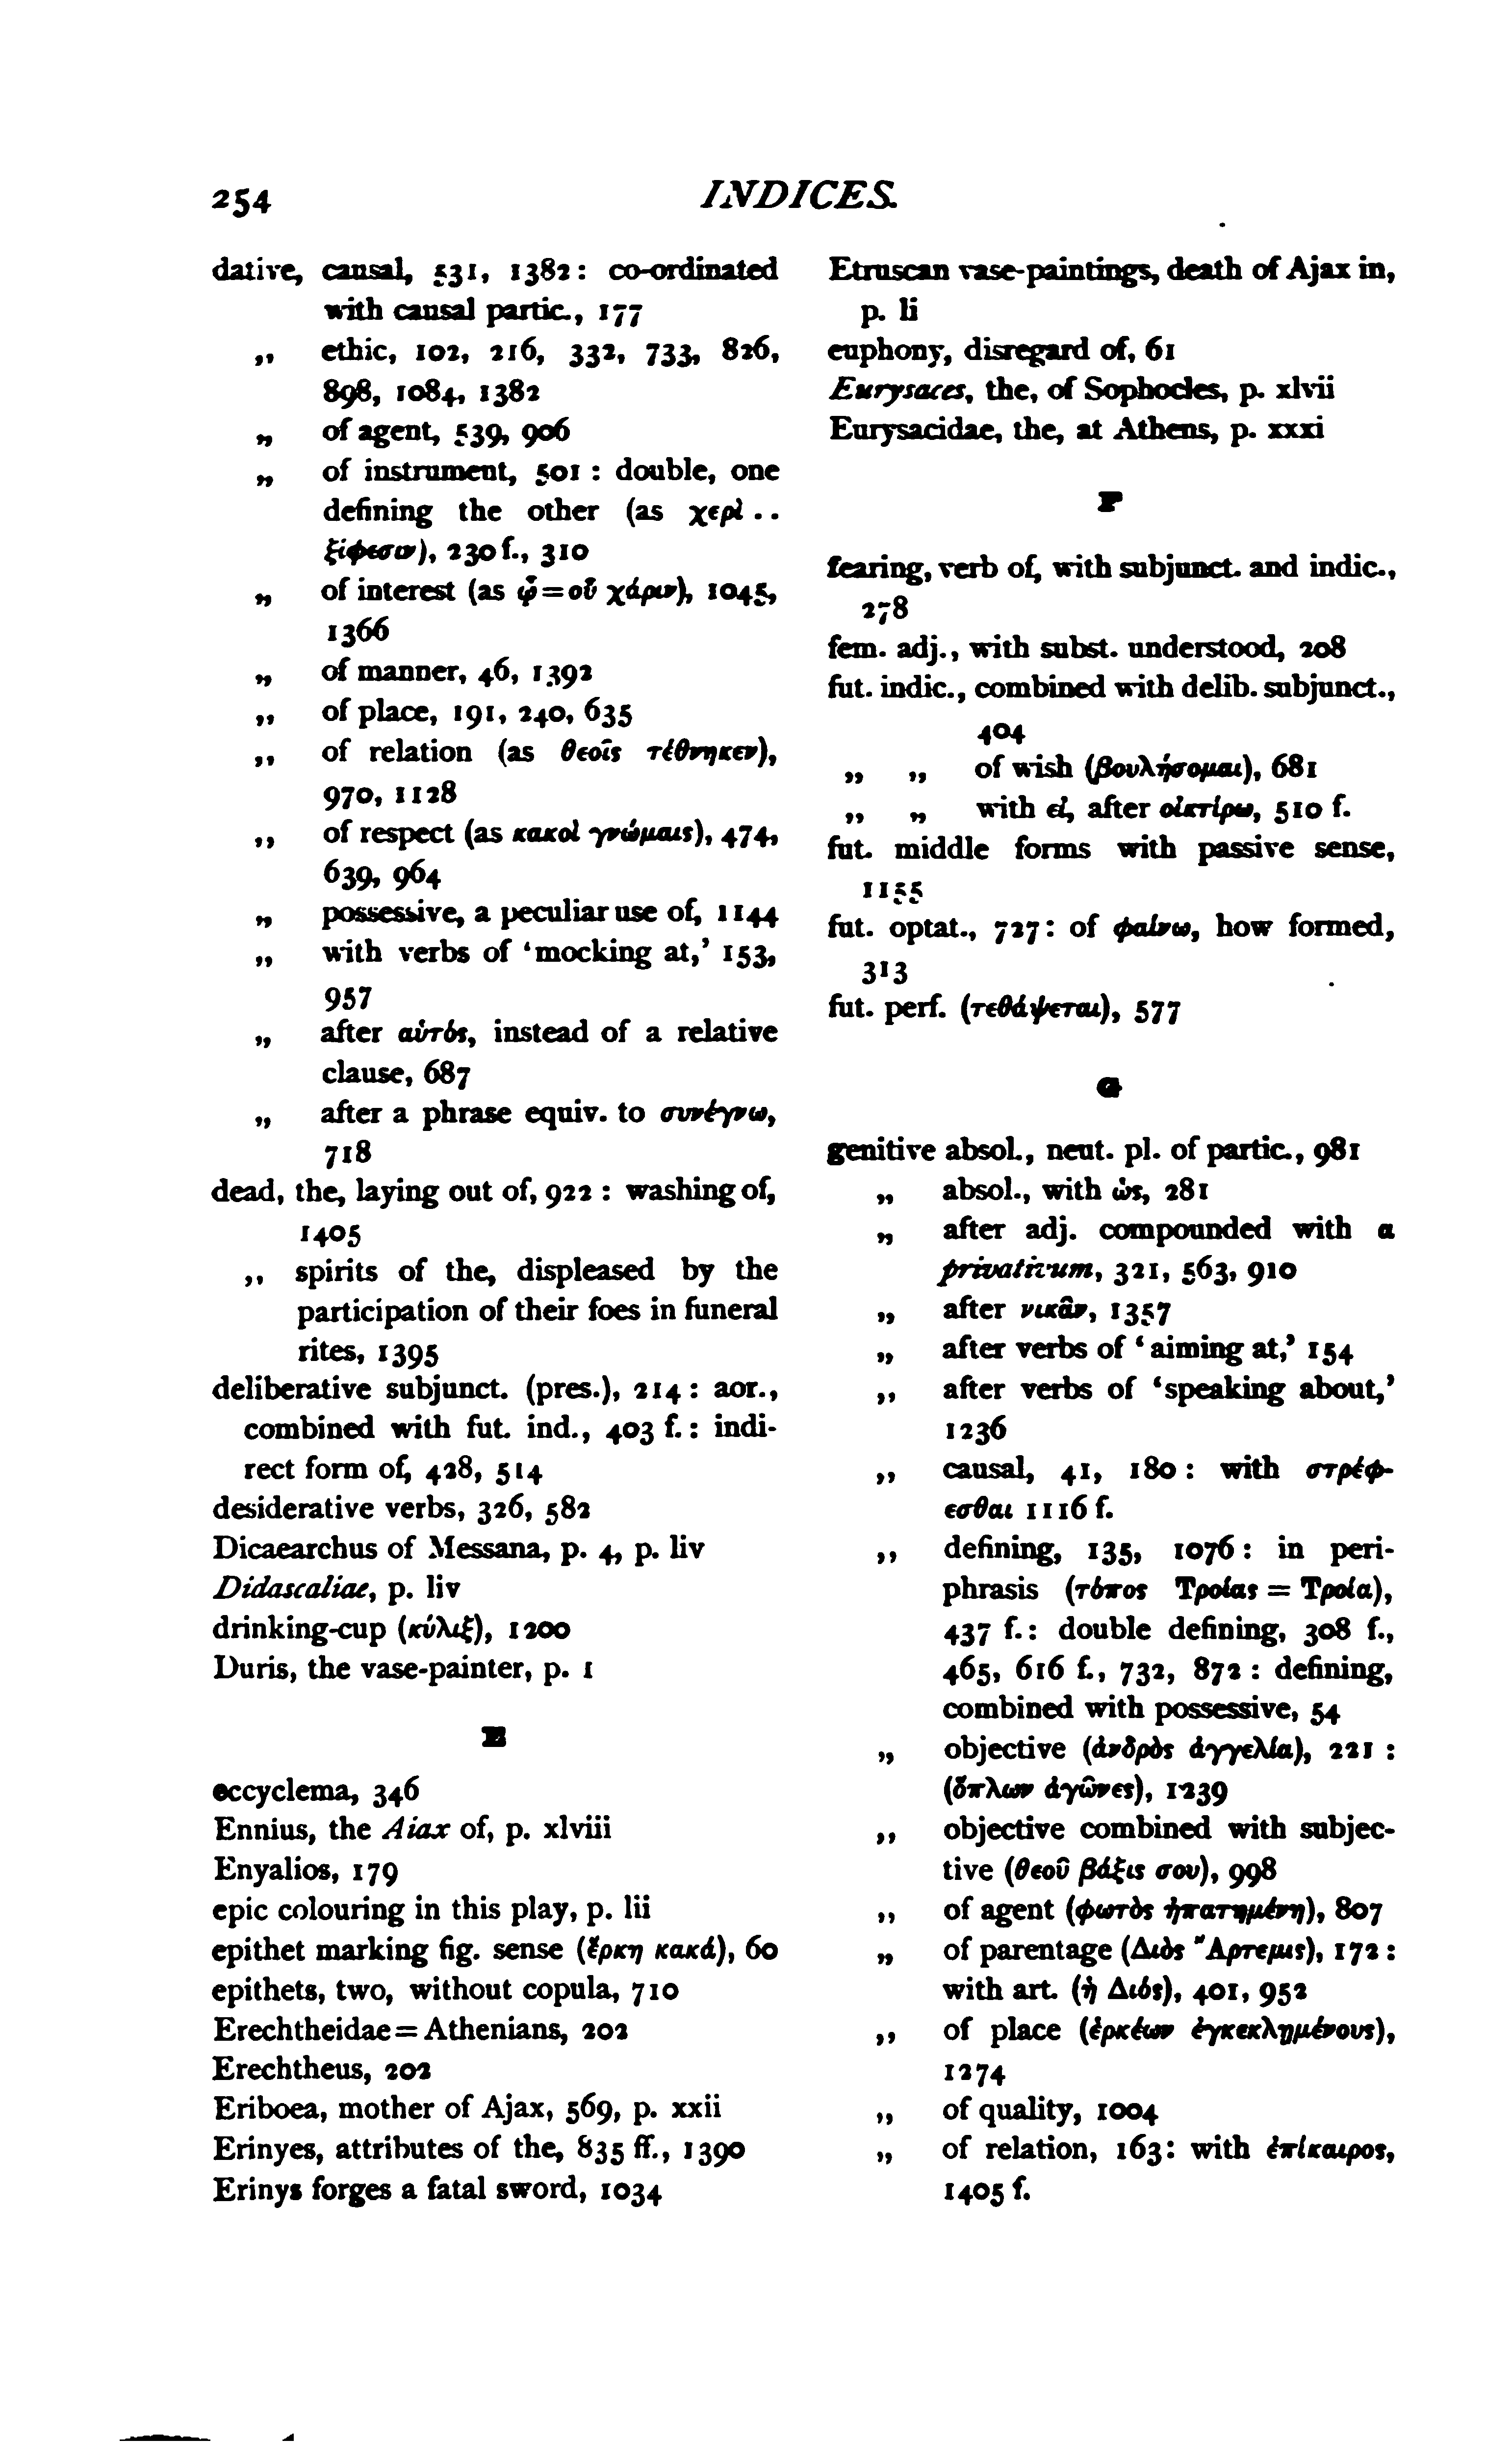 254
INDICES.
dative, causal, 531, 1382: co-ordinated
with causal partic., 177
„ ethic, 102, 216, 332, 733, 826,
898, 1084, 1382
„ of agent, 539, 906
„ of instrument, 501 : double, one
defining the other (as χερὶ ..
ξίφεσιν), 230 f., 310
„ of interest (as ᾧ=οὗ χάριν), 1045,
1366
„ of manner, 46, 1392
„ of place, 191, 240, 635
„ of relation (as θεοῖς τέθνηκεν),
970, 1128
„ of respect (as κακοὶ γνώμαις), 474,
639, 964
„ possessive, a peculiar use of, 1144
„ with verbs of ‘mocking at,’ 153,
957
„ after αὐτός, instead of a relative
clause, 687
„ after a phrase equiv. to συνέγνω,
718
dead, the, laying out of, 922 : washing of,
1405
„ spirits of the, displeased by the
participation of their foes in funeral
rites, 1395
deliberative subjunct. (pres.), 214 : aor.,
combined with fut. ind., 403 f. : indi-
rect form of, 428, 514
desiderative verbs, 326, 582
Dicaearchus of Messana, p. 4, p. liv
Didascaliae, p. liv
drinking-cup (κύλιξ), 1200
Duris, the vase-painter, p. l
E
eccyclema, 346
Ennius, the Aiax of, p. xlviii
Enyalios, 179
epic colouring in this play, p. lii
epithet marking fig. sense (ἕρκη κακά), 60
epithets, two, without copula, 710
Erechtheidae = Athenians, 202
Erechtheus, 202
Eriboea, mother of Ajax, 569, p. xxii
Erinyes, attributes of the, 835 ff., 1390
Erinys forges a fatal sword, 1034
Etruscan vase-paintings, death of Ajax in,
p. li
euphony, disregard of, 61
Eurysaces, the, of Sophocles, p. xlvii
Eurysacidae, the, at Athens, p. xxxi
F
fearing, verb of, with subjunct. and indic.,
278
fem. adj., with subst. understood, 208
fut. indic., combined with delib. subjunct.,
404
„ „ of wish (βουλήσομαι), 681
„ „ with εἰ, after οἰκτίρω, 510 f.
fut. middle forms with passive sense,
1155
fut. optat., 727: of φαίνω, how formed,
313
fut. perf. (τεθάψεται), 577
G
genitive absol., neut. pl. of partic., 981
„ absol., with ὡς, 281
„ after adj. compounded with α
privativum, 321, 563, 910
„ after νικᾶν, 1357
„ after verbs of ‘aiming at,’ 154
„ after verbs of ‘speaking about,’
1236
„ causal, 41, 180 : with στρέφ-
εσθαι 1116 f.
„ defining, 135, 1076 : in peri-
phrasis (τόπος Τροίας = Τροία),
437 f. : double defining, 308 f.,
465, 616 f., 732, 872 : defining,
combined with possessive, 54
„ objective (ἀνδρὸς ἀγγελία), 221 :
(ὅπλων ἀγῶνες), 1239
„ objective combined with subjec-
tive (θεοῦ βάξις σου), 998
„ of agent (φωτὸς ἠπατημένη), 807
„ of parentage (Διὸς Ἄρτεμις), 172 :
with art. (ἡ Διός), 401, 952
„ of place (ἑρκέων ἐγκεκλημένους),
1274
„ of quality, 1004
„ of relation, 163: with ἐπίκαιρος,
1405 f.